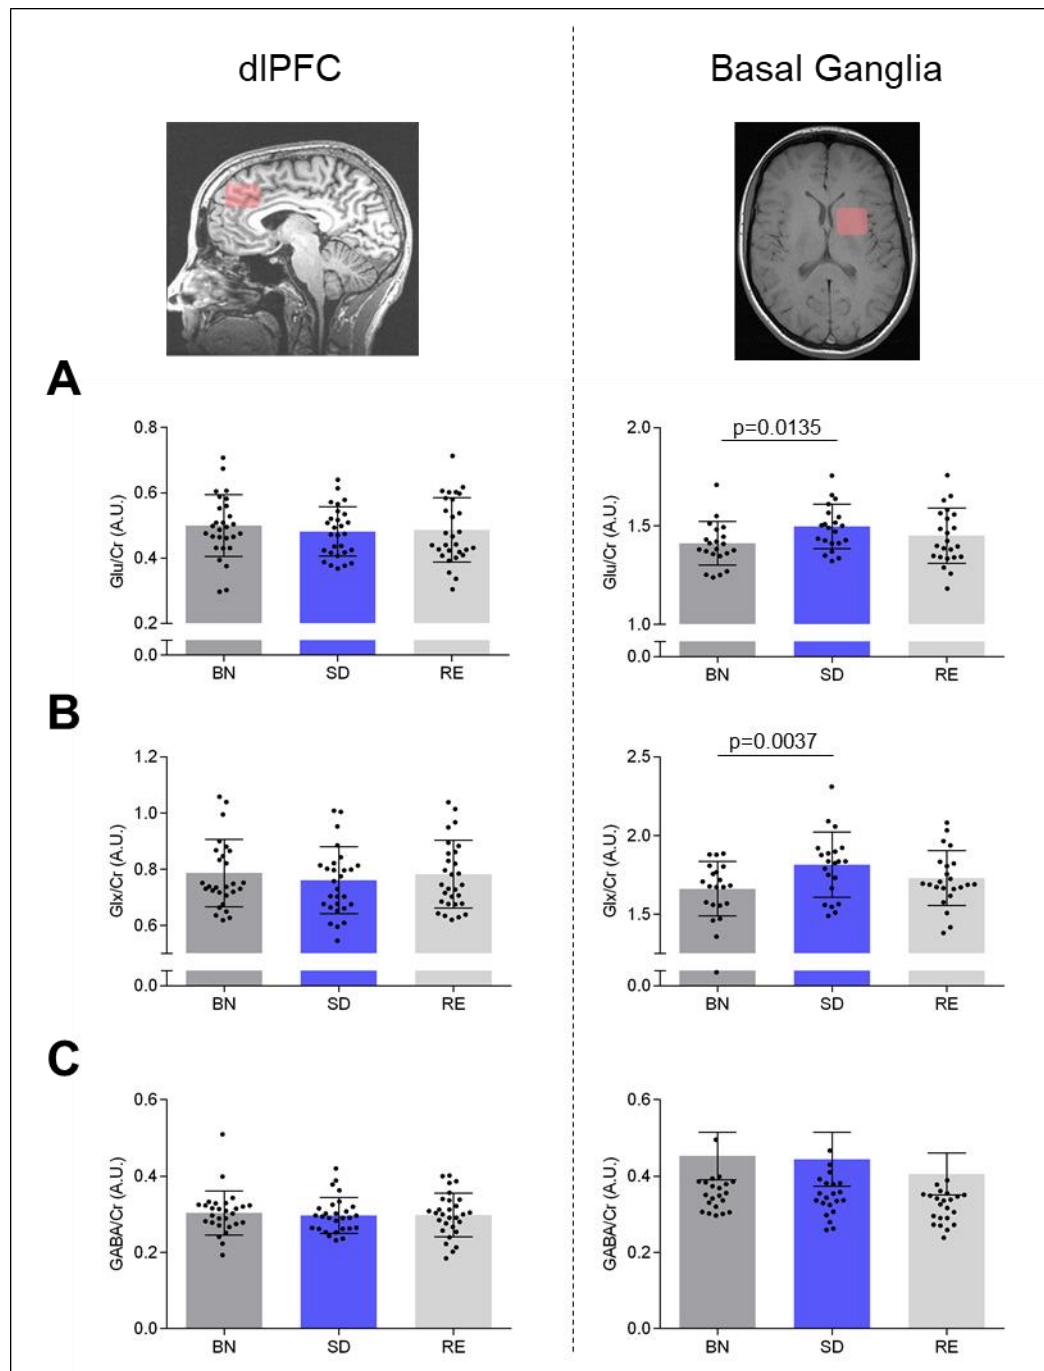 dlPFC
Basal Ganglia
A
0.8
0.6
0.4
0.2
0.0
Glu/Cr (A.U.)
BN SD RE
p=0.0135
2.0
1.5
1.0
0.0
Glu/Cr (A.U.)
BN SD RE
B
1.2
1.0
0.8
0.6
0.0
Glx/Cr (A.U.)
BN SD RE
p=0.0037
2.5
2.0
1.5
0.0
Glx/Cr (A.U.)
BN SD RE
C
0.6
0.4
0.2
0.0
GABA/Cr (A.U.)
BN SD RE
0.6
0.4
0.2
0.0
GABA/Cr (A.U.)
BN SD RE